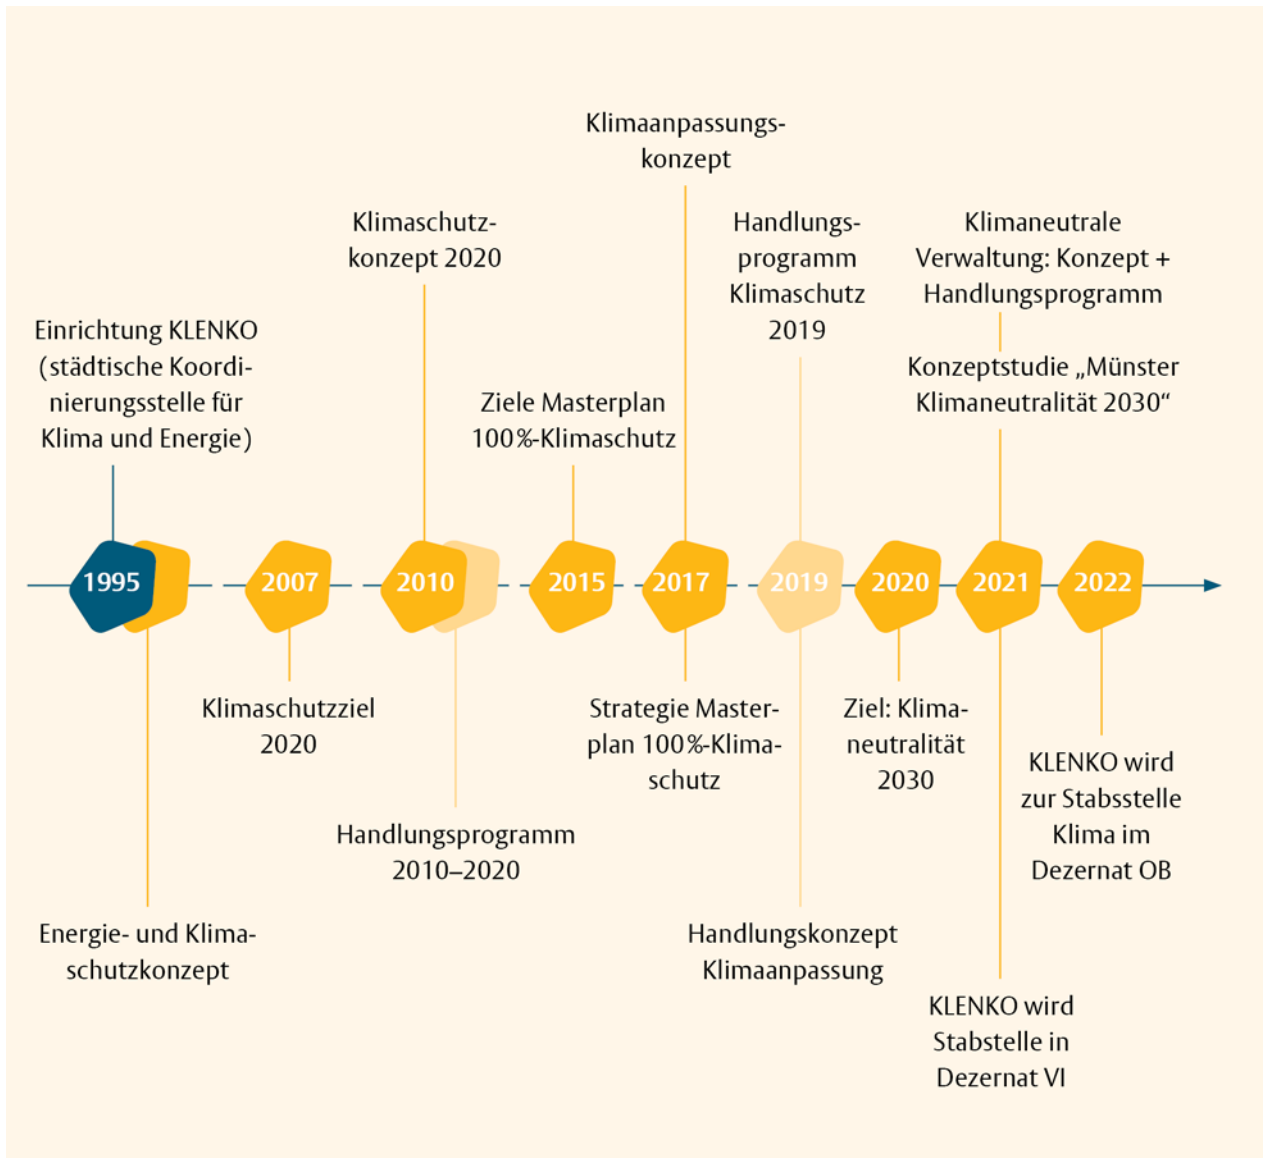 Klimaanpassungs-
konzept
Klimaschutz-
konzept 2020
Handlungs-
programm
Klimaschutz
2019
Klimaneutrale
Verwaltung: Konzept +
Handlungsprogramm
Einrichtung KLENKO
(städtische Koordi-
nierungsstelle für
Klima und Energie)
Ziele Masterplan
100%-Klimaschutz
Konzeptstudie „Münster
Klimaneutralität 2030“
1995
2007
2010
2015
2017
2019
2020
2021
2022
Klimaschutzziel
2020
Strategie Master-
plan 100%-Klima-
schutz
Ziel: Klima-
neutralität
2030
KLENKO wird
zur Stabsstelle
Klima im
Dezernat OB
Handlungsprogramm
2010–2020
Energie- und Klima-
schutzkonzept
Handlungskonzept
Klimaanpassung
KLENKO wird
Stabstelle in
Dezernat VI